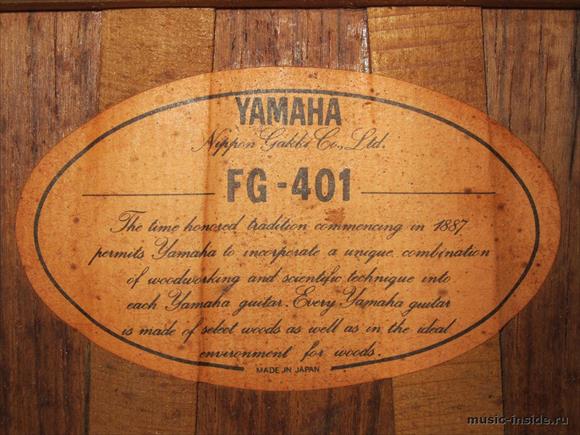 YAMAHA
Nippon Gakki Co., Ltd.
FG-401
The time honored tradition commencing in 1887
permits Yamaha to incorporate a unique combination
of woodworking and scientific technique into
each Yamaha guitar. Every Yamaha guitar
is made of select woods as well as in the ideal
environment for woods.
MADE IN JAPAN
music-inside.ru